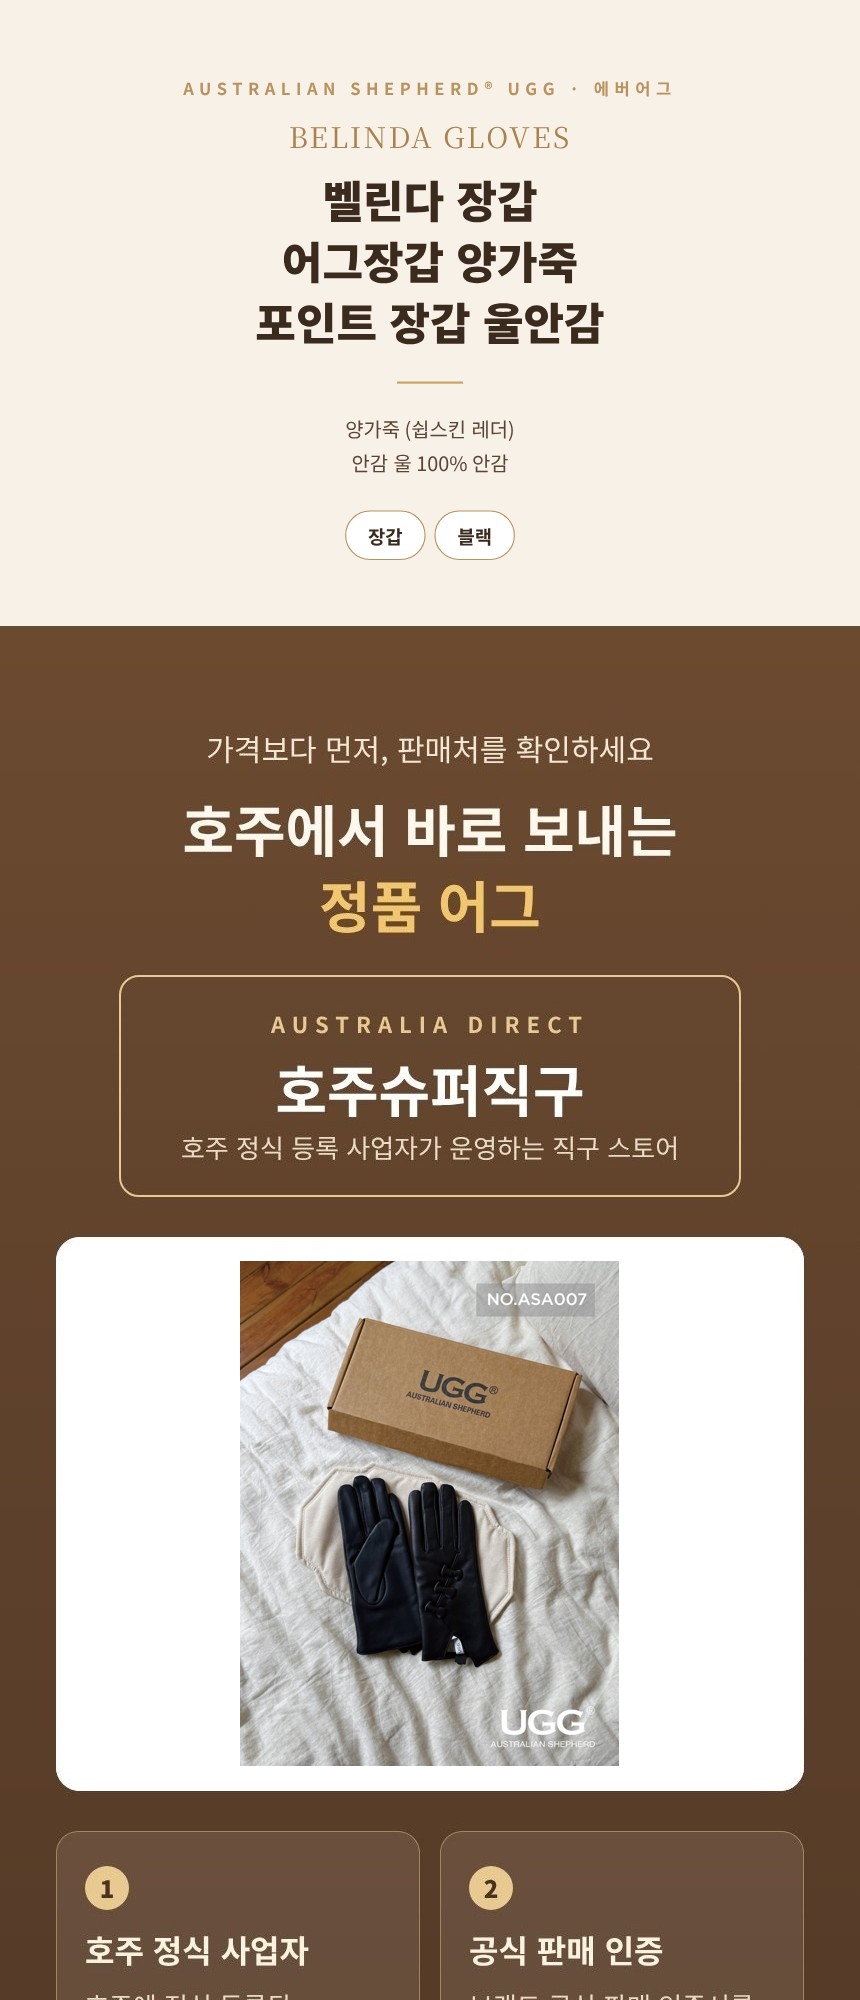 AUSTRALIAN SHEPHERD® UGG · 에버어그
BELINDA GLOVES
벨린다 장갑
어그장갑 양가죽
포인트 장갑 울안감
양가죽 (쉽스킨 레더)
안감 울 100% 안감
장갑 블랙
가격보다 먼저, 판매처를 확인하세요
호주에서 바로 보내는
정품 어그
AUSTRALIA DIRECT
호주슈퍼직구
호주 정식 등록 사업자가 운영하는 직구 스토어
NO.ASA007
UGG®
AUSTRALIAN SHEPHERD
UGG
AUSTRALIAN SHEPHERD
1
호주 정식 사업자
2
공식 판매 인증